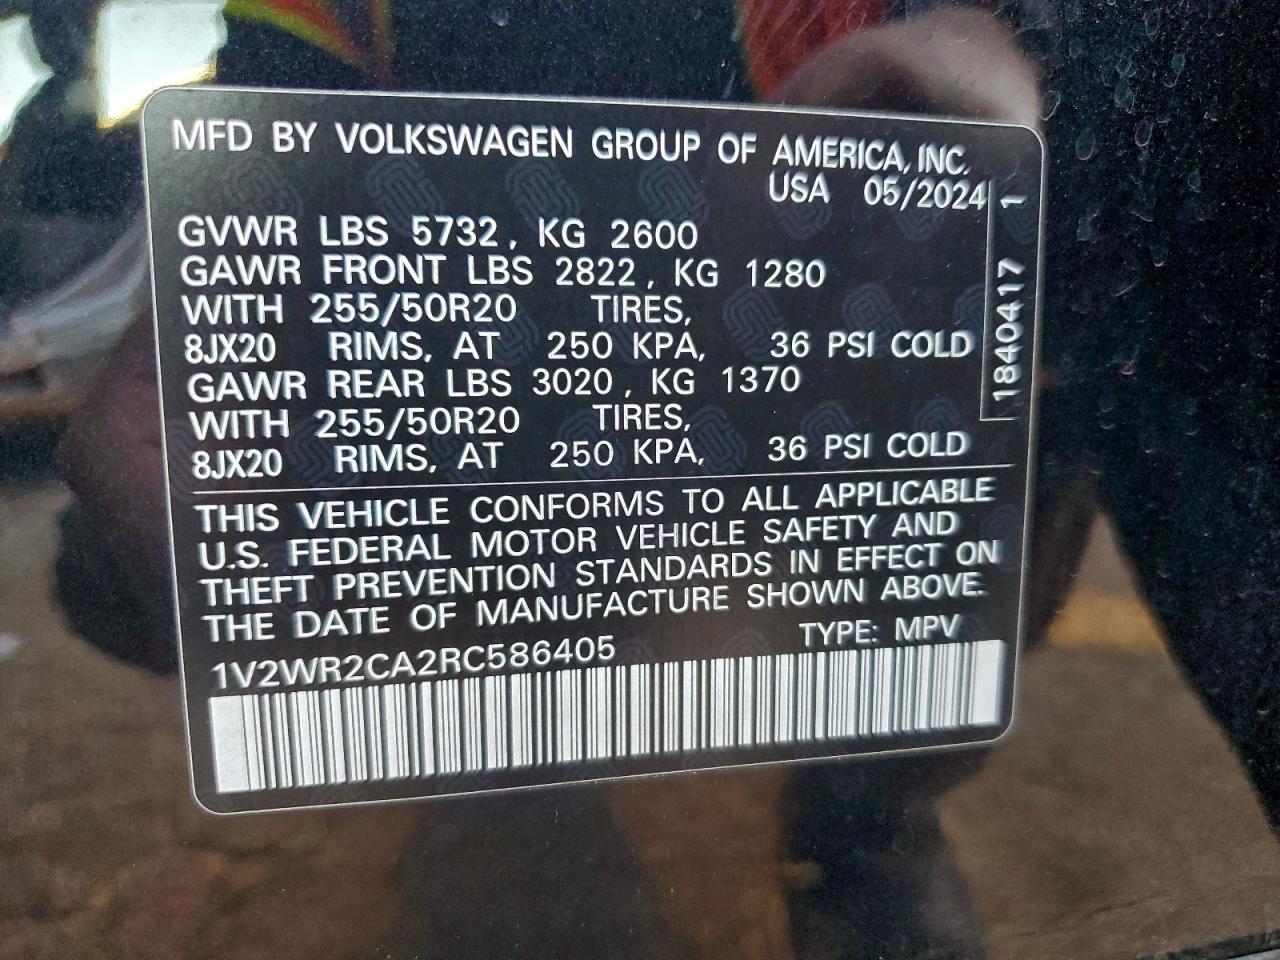 MFD BY VOLKSWAGEN GROUP OF AMERICA, INC.
USA 05/2024
GVWR LBS 5732, KG 2600
GAWR FRONT LBS 2822, KG 1280
WITH 255/50R20 TIRES,
8JX20 RIMS, AT 250 KPA, 36 PSI COLD
GAWR REAR LBS 3020, KG 1370
WITH 255/50R20 TIRES,
8JX20 RIMS, AT 250 KPA, 36 PSI COLD
1840417 1
THIS VEHICLE CONFORMS TO ALL APPLICABLE
U.S. FEDERAL MOTOR VEHICLE SAFETY AND
THEFT PREVENTION STANDARDS IN EFFECT ON
THE DATE OF MANUFACTURE SHOWN ABOVE.
1V2WR2CA2RC586405 TYPE: MPV